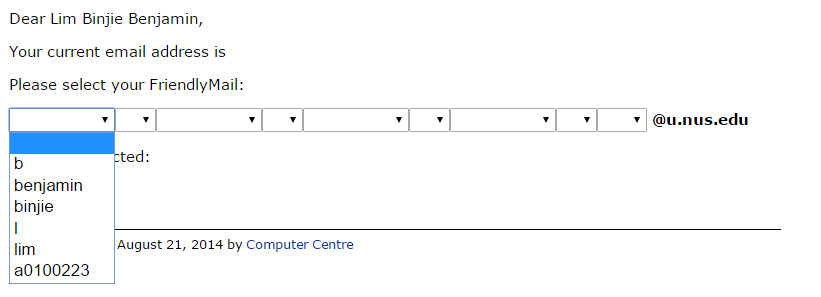 Dear Lim Binjie Benjamin,
Your current email address is
Please select your FriendlyMail:
@u.nus.edu
cted:
b
benjamin
binjie
l
lim
a0100223
August 21, 2014 by Computer Centre